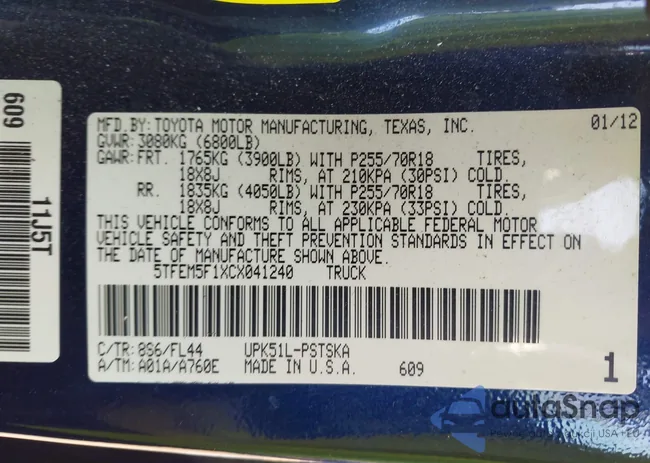 609
11J5T
MFD.BY:TOYOTA MOTOR MANUFACTURING, TEXAS, INC. 01/12
GVWR:3080KG (6800LB)
GAWR:FRT. 1765KG (3900LB) WITH P255/70R18 TIRES,
18X8J RIMS, AT 210KPA (30PSI) COLD.
RR. 1835KG (4050LB) WITH P255/70R18 TIRES,
18X8J RIMS, AT 230KPA (33PSI) COLD.
THIS VEHICLE CONFORMS TO ALL APPLICABLE FEDERAL MOTOR
VEHICLE SAFETY AND THEFT PREVENTION STANDARDS IN EFFECT ON
THE DATE OF MANUFACTURE SHOWN ABOVE.
5TFEM5F1XCX041240 TRUCK
C/TR:8S6/FL44 UPK51L-PSTSKA
A/TM:A01A/A760E MADE IN U.S.A. 609 1
autoSnap